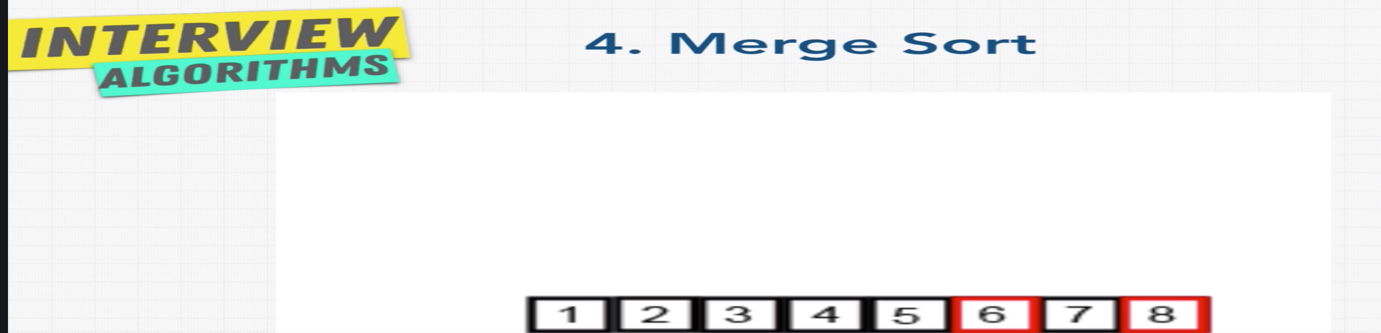 INTERVIEW
ALGORITHMS
4. Merge Sort
1 2 3 4 5 6 7 8